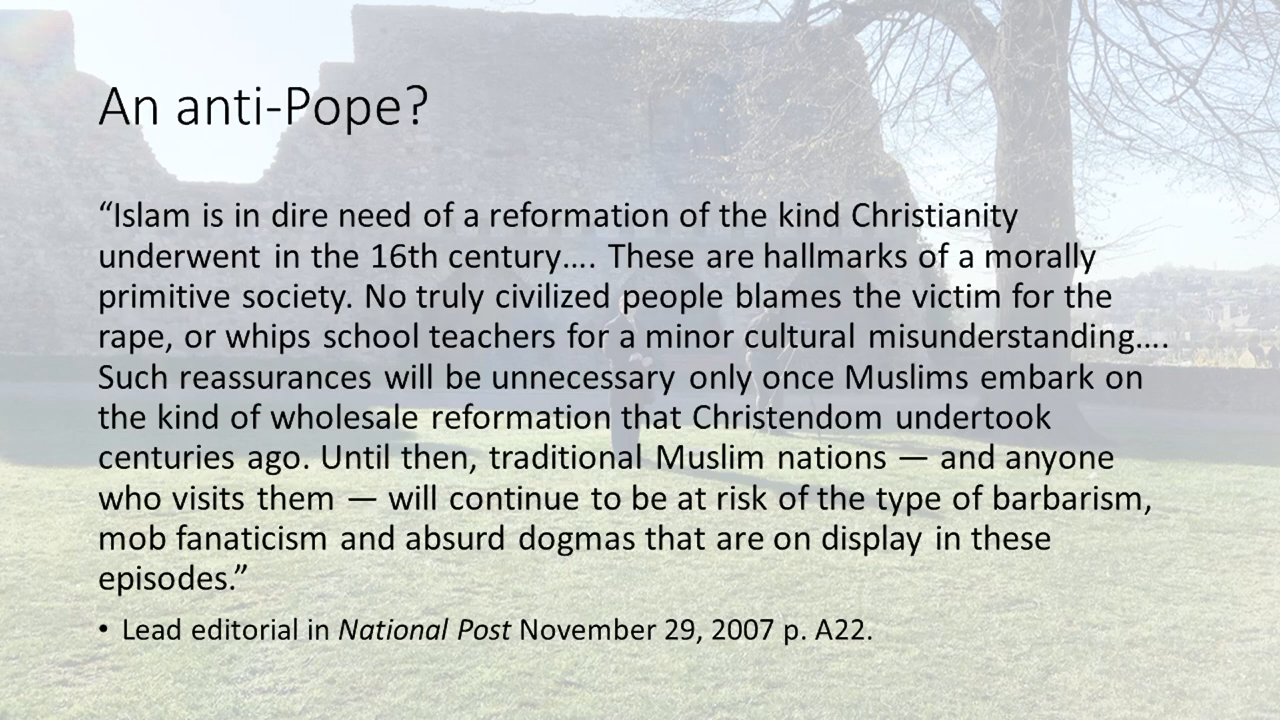 An anti-Pope?
“Islam is in dire need of a reformation of the kind Christianity
underwent in the 16th century…. These are hallmarks of a morally
primitive society. No truly civilized people blames the victim for the
rape, or whips school teachers for a minor cultural misunderstanding….
Such reassurances will be unnecessary only once Muslims embark on
the kind of wholesale reformation that Christendom undertook
centuries ago. Until then, traditional Muslim nations — and anyone
who visits them — will continue to be at risk of the type of barbarism,
mob fanaticism and absurd dogmas that are on display in these
episodes.”
• Lead editorial in National Post November 29, 2007 p. A22.